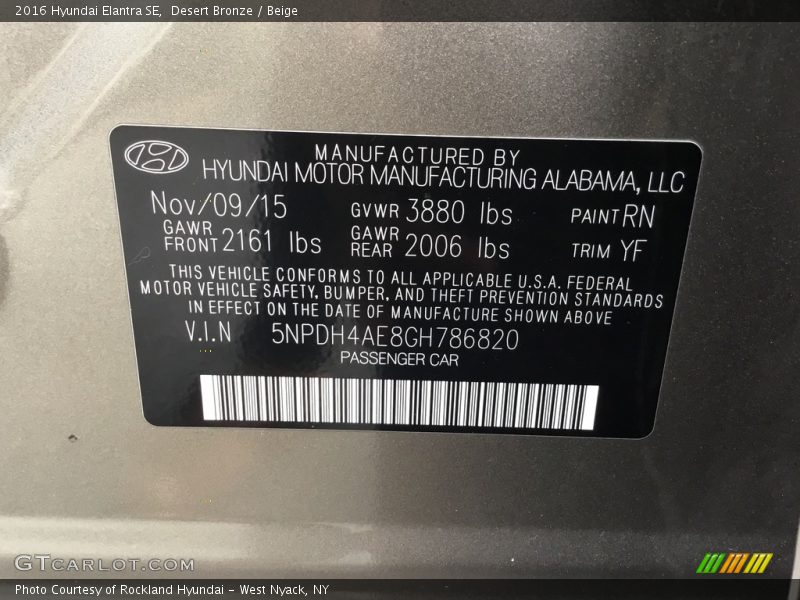 2016 Hyundai Elantra SE, Desert Bronze / Beige
MANUFACTURED BY
HYUNDAI MOTOR MANUFACTURING ALABAMA, LLC
Nov/09/15 GVWR 3880 lbs PAINT RN
GAWR FRONT 2161 lbs GAWR REAR 2006 lbs TRIM YF
THIS VEHICLE CONFORMS TO ALL APPLICABLE U.S.A. FEDERAL
MOTOR VEHICLE SAFETY, BUMPER, AND THEFT PREVENTION STANDARDS
IN EFFECT ON THE DATE OF MANUFACTURE SHOWN ABOVE
V.I.N 5NPDH4AE8GH786820
PASSENGER CAR
GTCARLOT.COM
Photo Courtesy of Rockland Hyundai - West Nyack, NY